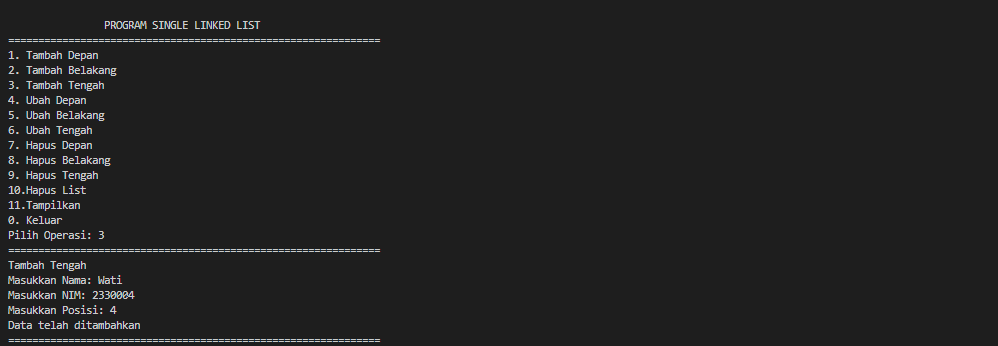 PROGRAM SINGLE LINKED LIST
==============================================================
1. Tambah Depan
2. Tambah Belakang
3. Tambah Tengah
4. Ubah Depan
5. Ubah Belakang
6. Ubah Tengah
7. Hapus Depan
8. Hapus Belakang
9. Hapus Tengah
10.Hapus List
11.Tampilkan
0. Keluar
Pilih Operasi: 3
==============================================================
Tambah Tengah
Masukkan Nama: Wati
Masukkan NIM: 2330004
Masukkan Posisi: 4
Data telah ditambahkan
==============================================================